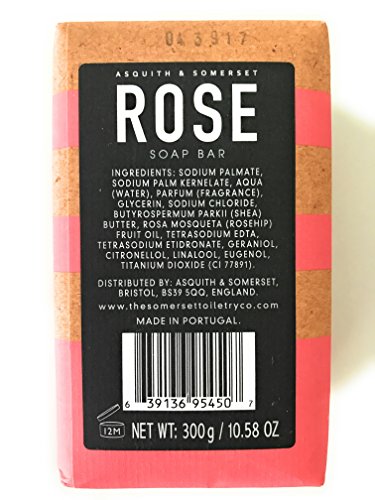 043917
ASQUITH & SOMERSET
ROSE
SOAP BAR
INGREDIENTS: SODIUM PALMATE,
SODIUM PALM KERNELATE, AQUA
(WATER), PARFUM (FRAGRANCE),
GLYCERIN, SODIUM CHLORIDE,
BUTYROSPERMUM PARKII (SHEA)
BUTTER, ROSA MOSQUETA (ROSEHIP)
FRUIT OIL, TETRASODIUM EDTA,
TETRASODIUM ETIDRONATE, GERANIOL,
CITRONELLOL, LINALOOL, EUGENOL,
TITANIUM DIOXIDE (CI 77891).
DISTRIBUTED BY: ASQUITH & SOMERSET,
BRISTOL, BS39 5QQ, ENGLAND.
www.thesomersettoiletryco.com
MADE IN PORTUGAL.
6 39136 95450 7
12M
NET WT: 300g / 10.58 OZ